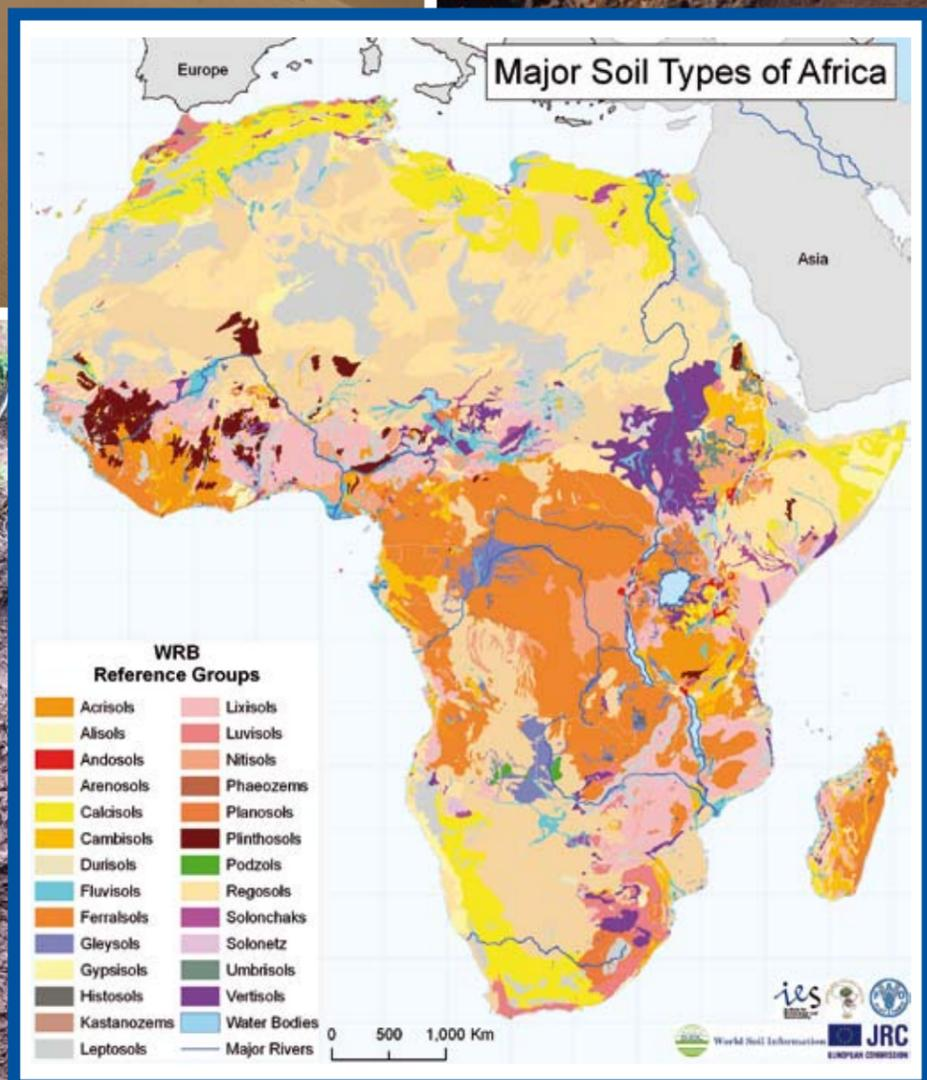 Major Soil Types of Africa
Europe
Asia
WRB
Reference Groups
Acrisols
Alisols
Andosols
Arenosols
Calcisols
Cambisols
Durisols
Fluvisols
Ferralsols
Gleysols
Gypsisols
Histosols
Kastanozems
Leptosols
Lixisols
Luvisols
Nitisols
Phaeozems
Planosols
Plinthosols
Podzols
Regosols
Solonchaks
Solonetz
Umbrisols
Vertisols
Water Bodies
Major Rivers
0 500 1,000 Km
ies
World Soil Information
JRC
EUROPEAN COMMISSION